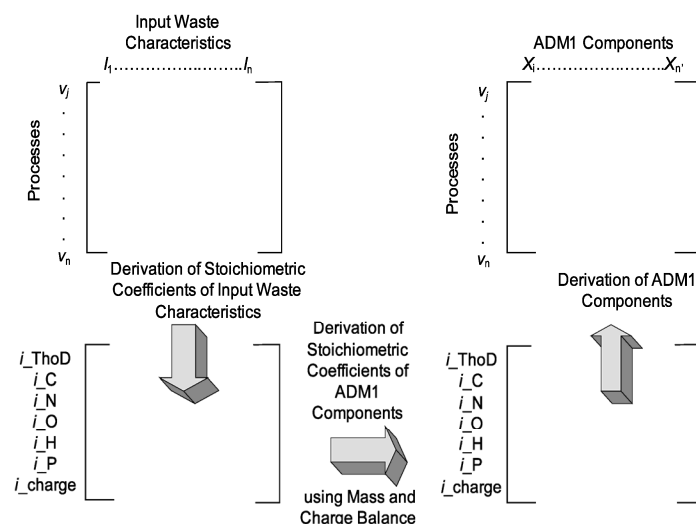 Input Waste
Characteristics
I1…………….………In
vj
Processes
vn
Derivation of Stoichiometric
Coefficients of Input Waste
Characteristics
i_ThoD
i_C
i_N
i_O
i_H
i_P
i_charge
Derivation of
Stoichiometric
Coefficients of
ADM1
Components
using Mass and
Charge Balance
ADM1 Components
Xi…………….………Xn'
vj
Processes
vn
Derivation of ADM1
Components
i_ThoD
i_C
i_N
i_O
i_H
i_P
i_charge